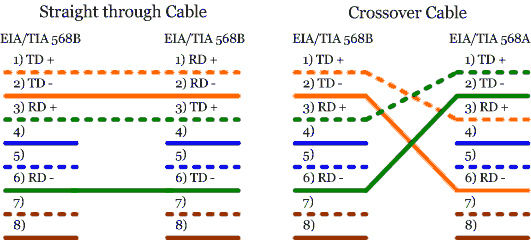 Straight through Cable
EIA/TIA 568B EIA/TIA 568B
1) TD + 1) RD +
2) TD - 2) RD -
3) RD + 3) TD +
4) 4)
5) 5)
6) RD - 6) TD -
7) 7)
8) 8)
Crossover Cable
EIA/TIA 568B EIA/TIA 568A
1) TD + 1) TD +
2) TD - 2) TD -
3) RD + 3) RD +
4) 4)
5) 5)
6) RD - 6) RD -
7) 7)
8) 8)